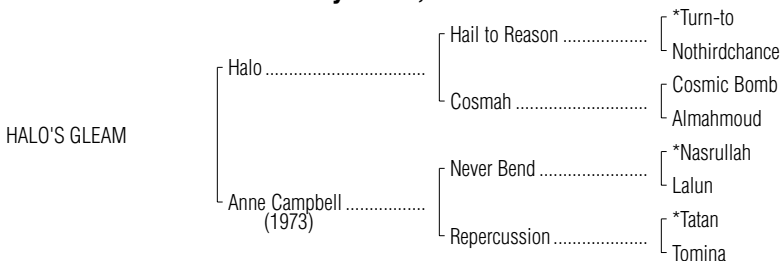 *Turn-to
Hail to Reason ....................
Nothirdchance
Halo ................................
Cosmic Bomb
Cosmah ...........................
Almahmoud
HALO'S GLEAM
*Nasrullah
Never Bend ......................
Lalun
Anne Campbell ................
(1973)
*Tatan
Repercussion ....................
Tomina